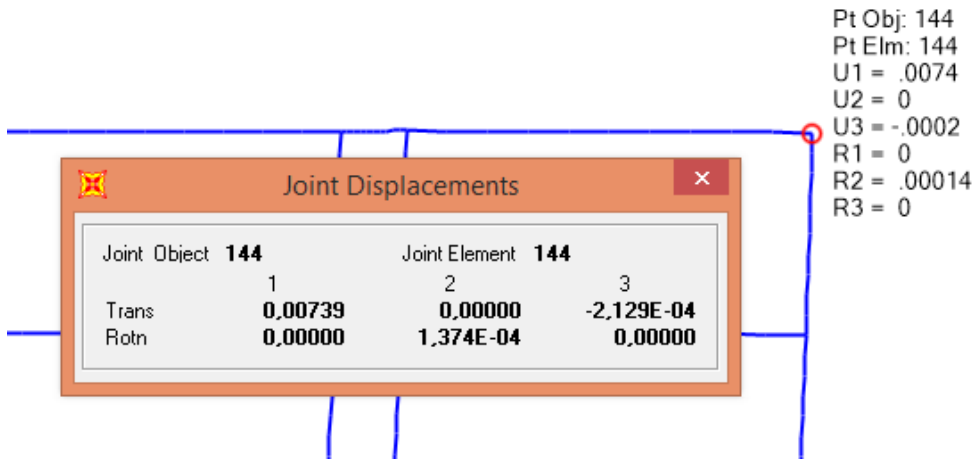 Pt Obj: 144
Pt Elm: 144
U1 = .0074
U2 = 0
U3 = -.0002
R1 = 0
R2 = .00014
R3 = 0
Joint Displacements
Joint Object 144 Joint Element 144
1 2 3
Trans 0,00739 0,00000 -2,129E-04
Rotn 0,00000 1,374E-04 0,00000